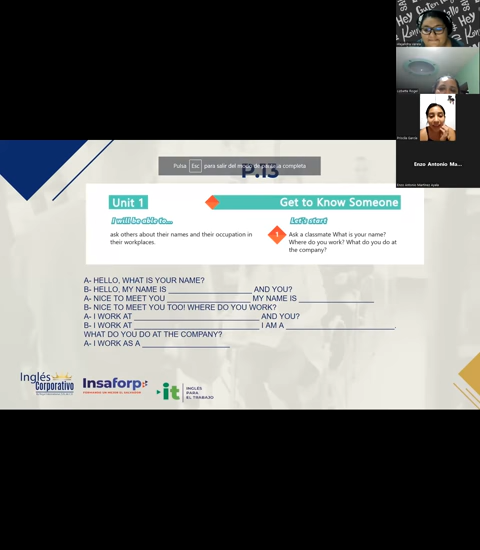 Pulsa Esc para salir del modo de pantalla completa
P.13
Unit 1
Get to Know Someone
I will be able to...
Let's start
ask others about their names and their occupation in
their workplaces.
1
Ask a classmate What is your name?
Where do you work? What do you do at
the company?
A- HELLO, WHAT IS YOUR NAME?
B- HELLO, MY NAME IS ____________________ AND YOU?
A- NICE TO MEET YOU ____________________ MY NAME IS __________________
B- NICE TO MEET YOU TOO! WHERE DO YOU WORK?
A- I WORK AT ______________________________ AND YOU?
B- I WORK AT ______________________________ I AM A __________________________.
WHAT DO YOU DO AT THE COMPANY?
A- I WORK AS A _____________________
Inglés
Corporativo
Insaforp
it
INGLÉS
PARA
EL TRABAJO
Enzo Antonio Ma...